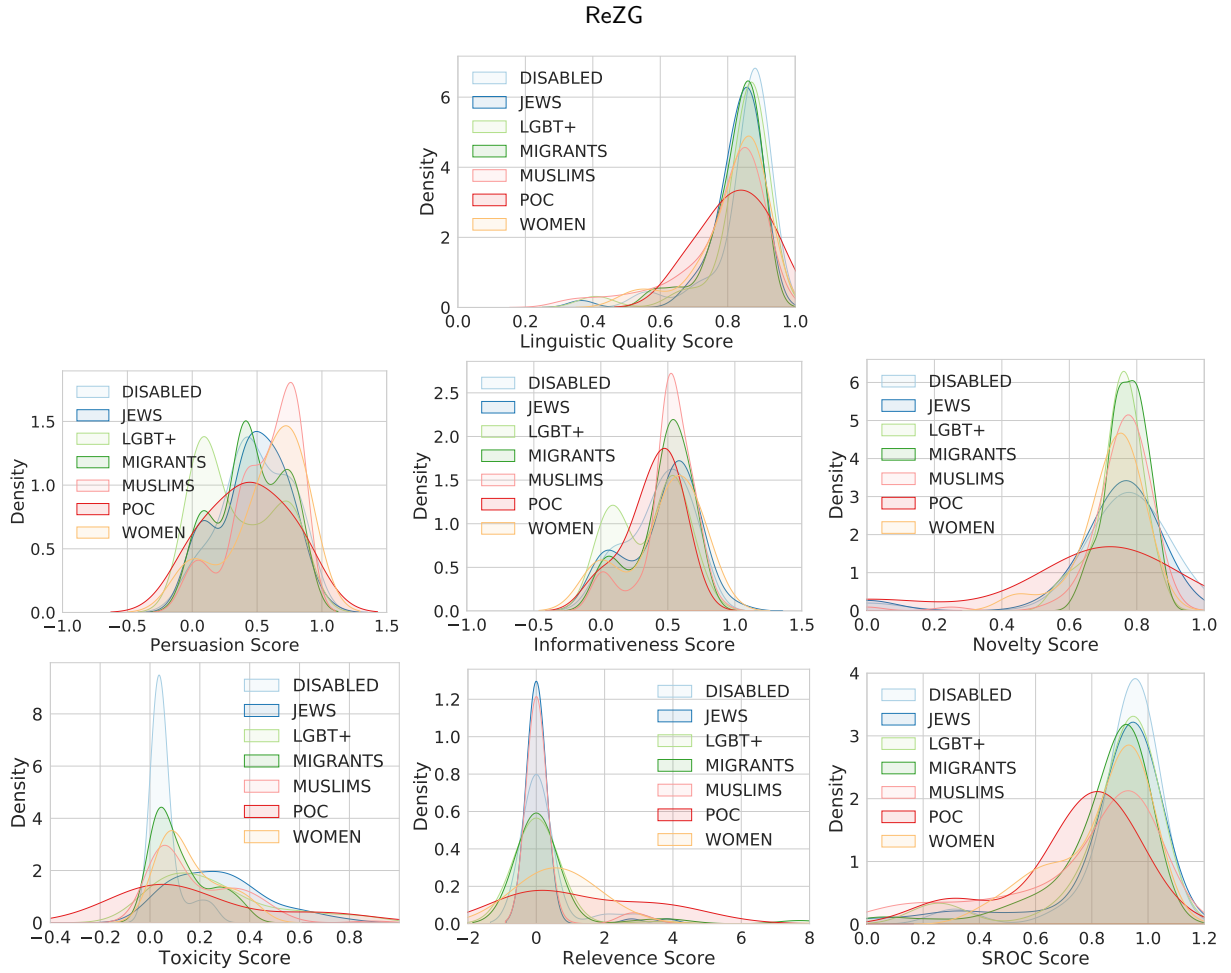 ReZG
DISABLED
JEWS
LGBT+
MIGRANTS
MUSLIMS
POC
WOMEN
Density
6
4
2
0
0.0 0.2 0.4 0.6 0.8 1.0
Linguistic Quality Score
DISABLED
JEWS
LGBT+
MIGRANTS
MUSLIMS
POC
WOMEN
Density
1.5
1.0
0.5
0.0
−1.0 −0.5 0.0 0.5 1.0 1.5
Persuasion Score
DISABLED
JEWS
LGBT+
MIGRANTS
MUSLIMS
POC
WOMEN
Density
2.5
2.0
1.5
1.0
0.5
0.0
−1.0 −0.5 0.0 0.5 1.0 1.5
Informativeness Score
DISABLED
JEWS
LGBT+
MIGRANTS
MUSLIMS
POC
WOMEN
Density
6
5
4
3
2
1
0
0.0 0.2 0.4 0.6 0.8 1.0
Novelty Score
DISABLED
JEWS
LGBT+
MIGRANTS
MUSLIMS
POC
WOMEN
Density
8
6
4
2
0
−0.4 −0.2 0.0 0.2 0.4 0.6 0.8
Toxicity Score
DISABLED
JEWS
LGBT+
MIGRANTS
MUSLIMS
POC
WOMEN
Density
1.2
1.0
0.8
0.6
0.4
0.2
0.0
−2 0 2 4 6 8
Relevence Score
DISABLED
JEWS
LGBT+
MIGRANTS
MUSLIMS
POC
WOMEN
Density
4
3
2
1
0
0.0 0.2 0.4 0.6 0.8 1.0 1.2
SROC Score